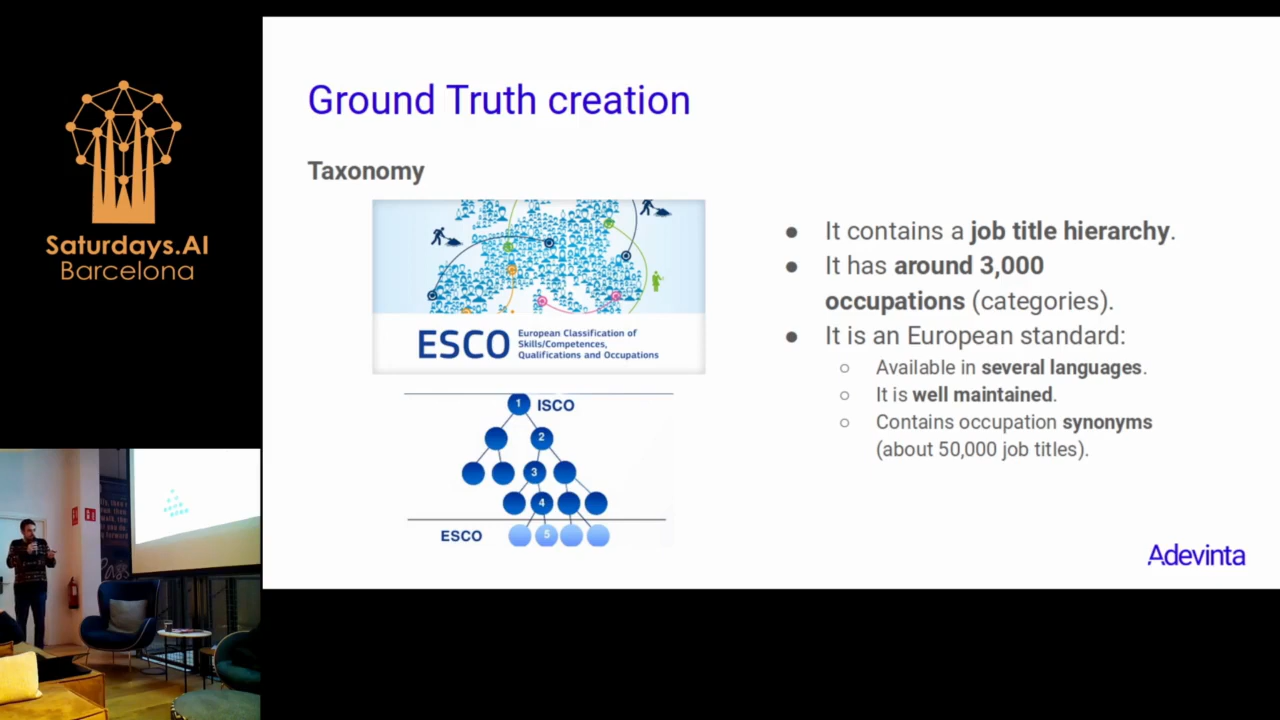 Saturdays.AI
Barcelona
Ground Truth creation
Taxonomy
ESCO
European Classification of
Skills/Competences,
Qualifications and Occupations
1 ISCO
2
3
4
ESCO 5
● It contains a job title hierarchy.
● It has around 3,000
occupations (categories).
● It is an European standard:
○ Available in several languages.
○ It is well maintained.
○ Contains occupation synonyms
(about 50,000 job titles).
Adevinta